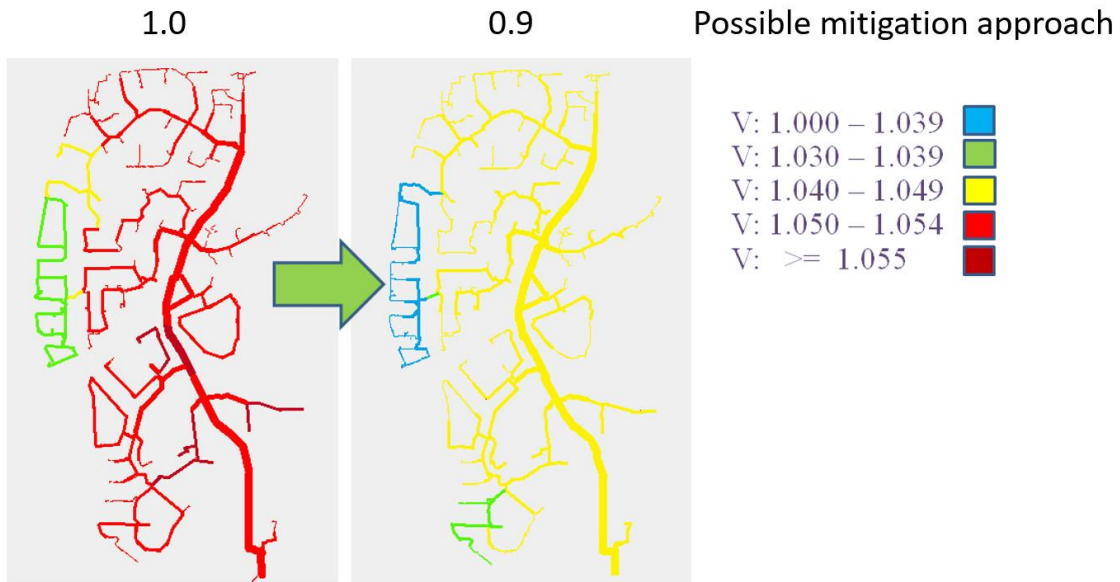 1.0
0.9
Possible mitigation approach
V: 1.000 – 1.039
V: 1.030 – 1.039
V: 1.040 – 1.049
V: 1.050 – 1.054
V: >= 1.055